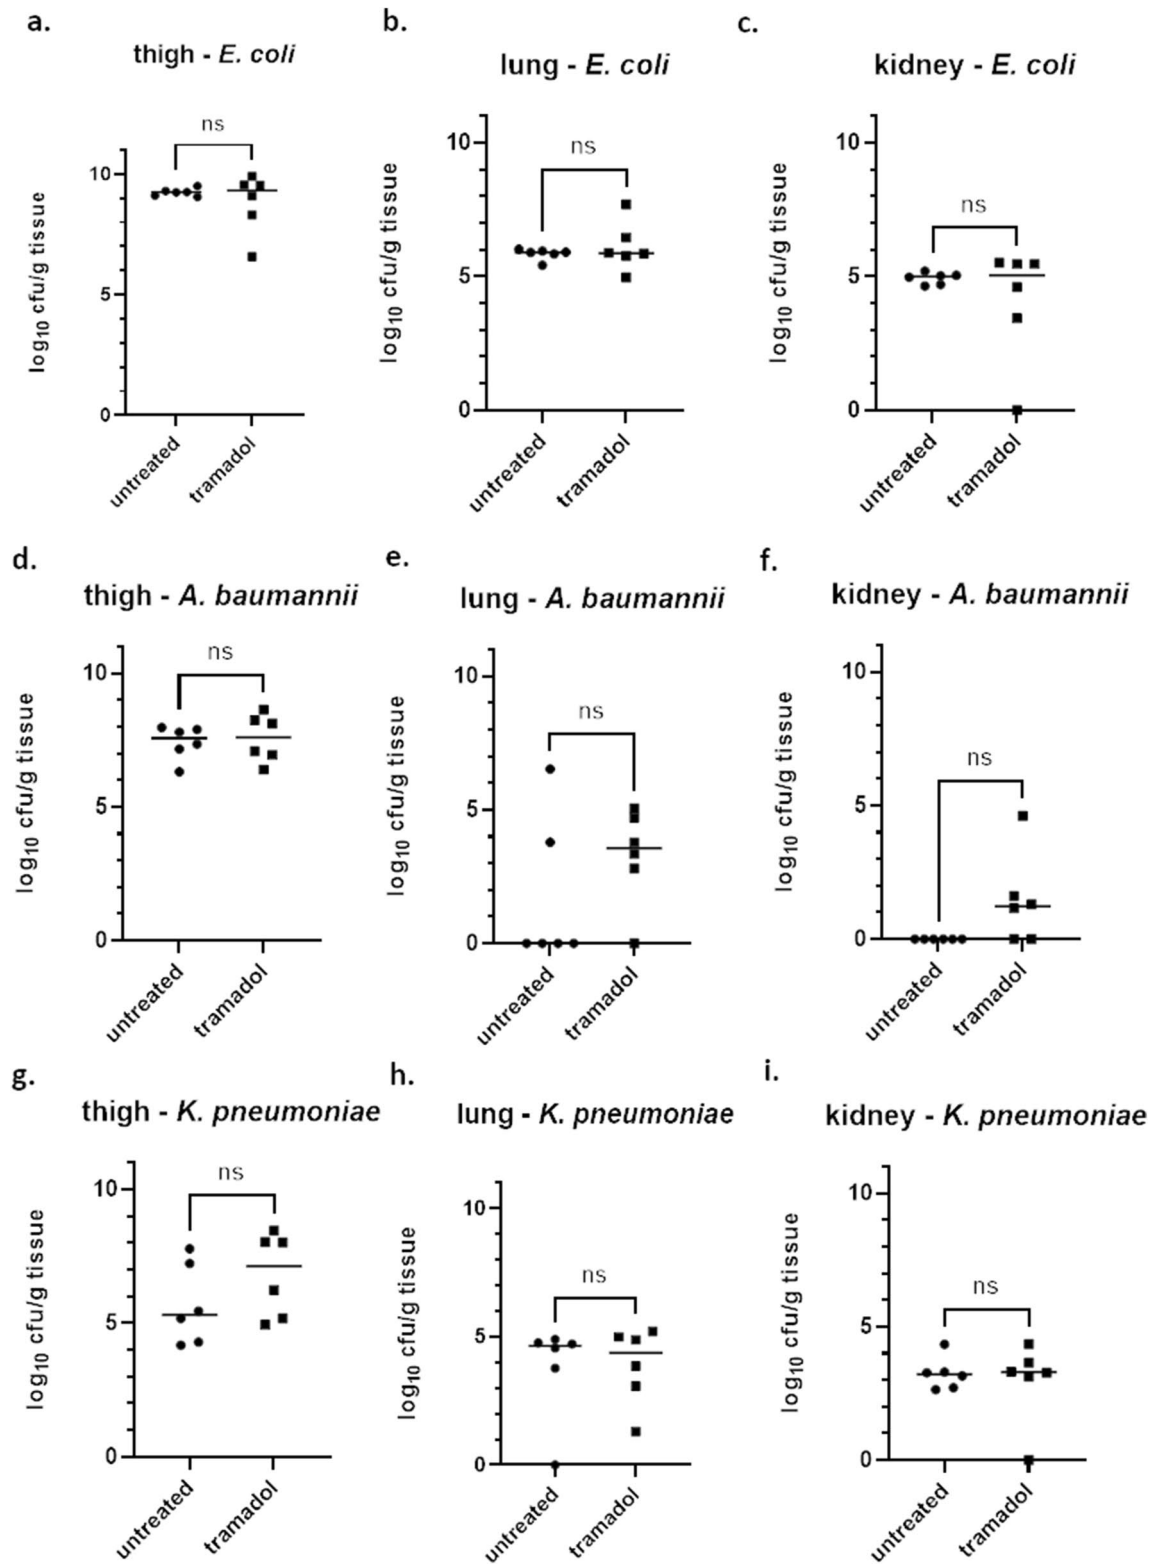 a.
thigh - E. coli
ns
log10 cfu/g tissue
10
5
0
untreated
tramadol
b.
lung - E. coli
ns
log10 cfu/g tissue
10
5
0
untreated
tramadol
c.
kidney - E. coli
ns
log10 cfu/g tissue
10
5
0
untreated
tramadol
d.
thigh - A. baumannii
ns
log10 cfu/g tissue
10
5
0
untreated
tramadol
e.
lung - A. baumannii
ns
log10 cfu/g tissue
10
5
0
untreated
tramadol
f.
kidney - A. baumannii
ns
log10 cfu/g tissue
10
5
0
untreated
tramadol
g.
thigh - K. pneumoniae
ns
log10 cfu/g tissue
10
5
0
untreated
tramadol
h.
lung - K. pneumoniae
ns
log10 cfu/g tissue
10
5
0
untreated
tramadol
i.
kidney - K. pneumoniae
ns
log10 cfu/g tissue
10
5
0
untreated
tramadol